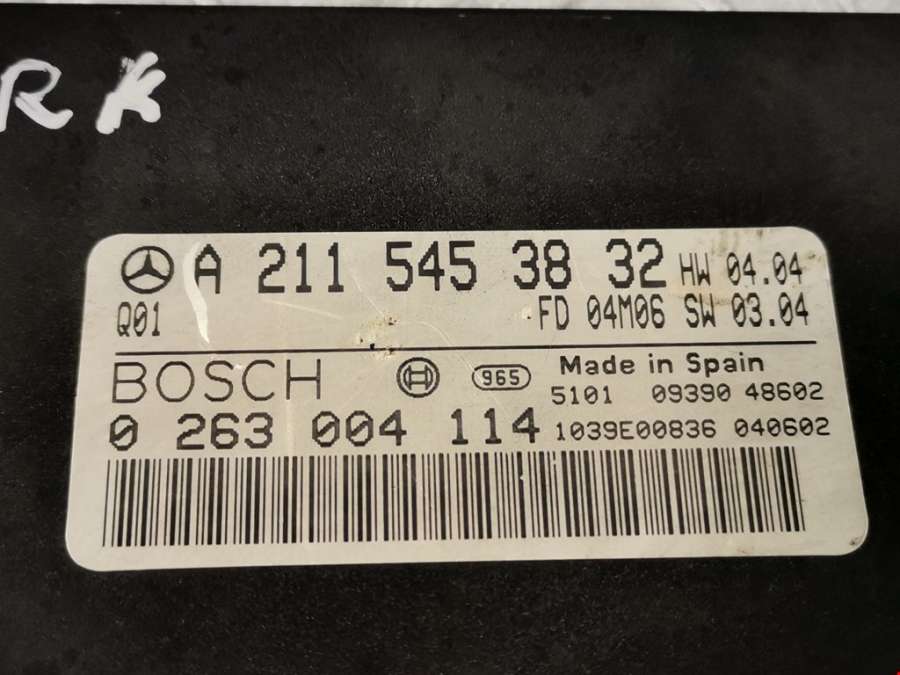 RK
A 211 545 38 32 HW 04.04
Q01 FD 04M06 SW 03.04
BOSCH 965 Made in Spain
5101 09390 48602
0 263 004 114 1039E00836 040602